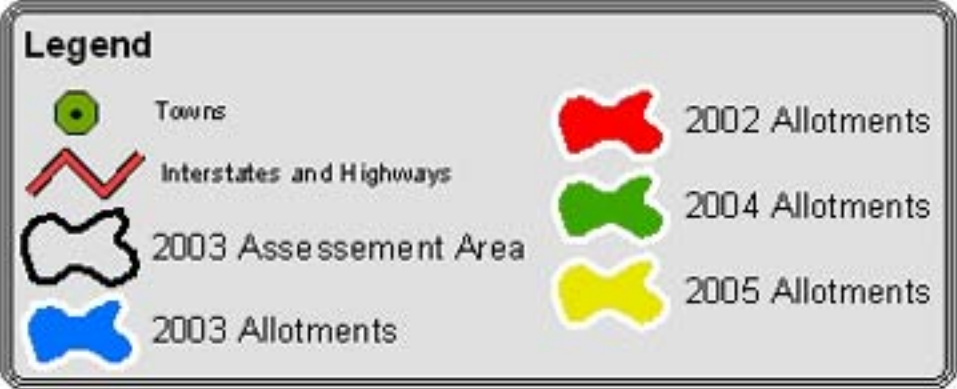 Legend
Towns
Interstates and Highways
2003 Assessement Area
2003 Allotments
2002 Allotments
2004 Allotments
2005 Allotments